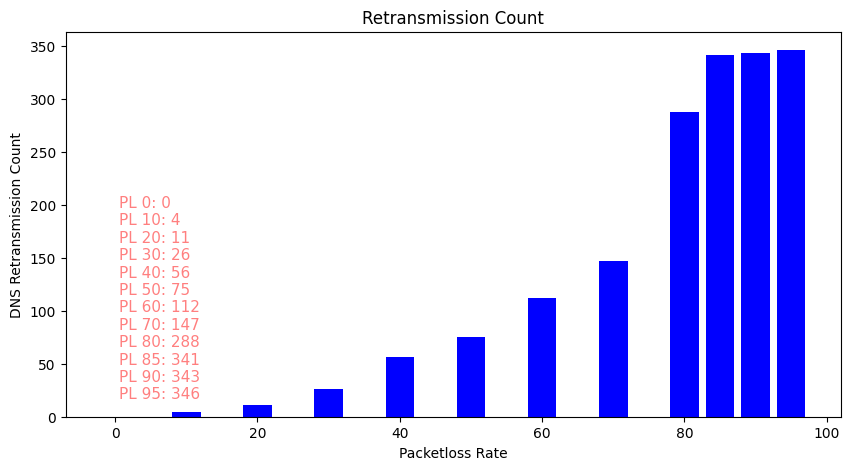 Retransmission Count
350
300
250
200
150
100
50
0
DNS Retransmission Count
PL 0: 0
PL 10: 4
PL 20: 11
PL 30: 26
PL 40: 56
PL 50: 75
PL 60: 112
PL 70: 147
PL 80: 288
PL 85: 341
PL 90: 343
PL 95: 346
0 20 40 60 80 100
Packetloss Rate